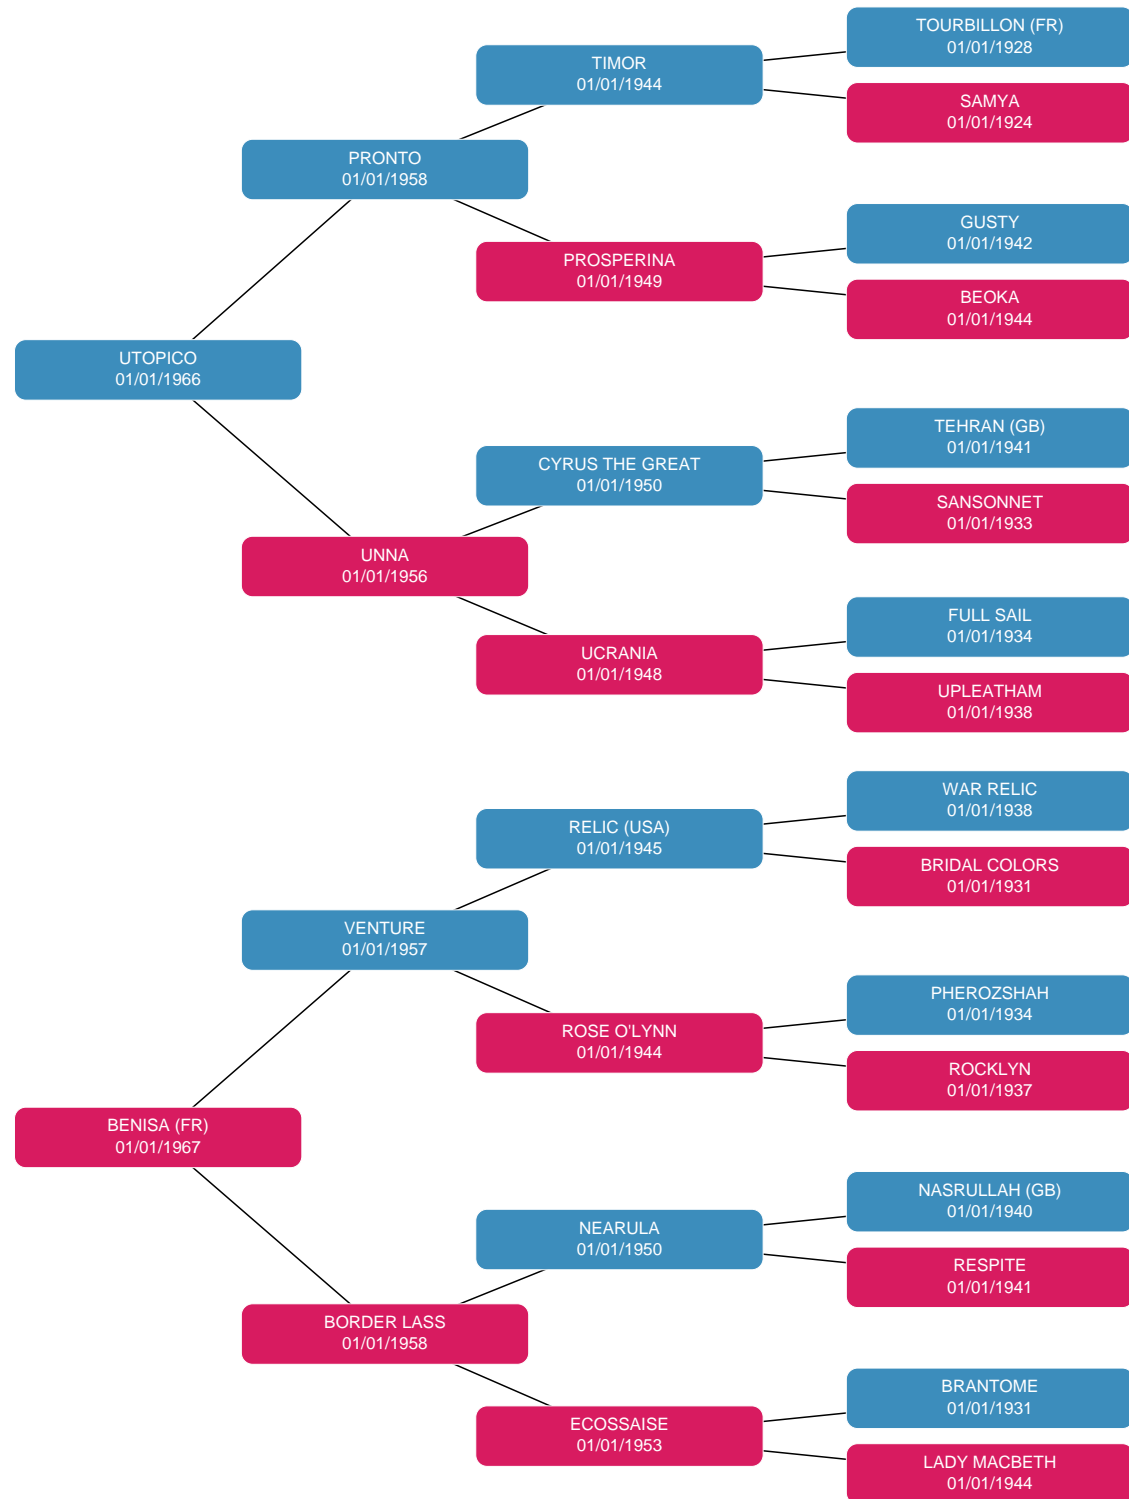 TOURBILLON (FR)
01/01/1928
TIMOR
01/01/1944
SAMYA
01/01/1924
PRONTO
01/01/1958
GUSTY
01/01/1942
PROSPERINA
01/01/1949
BEOKA
01/01/1944
UTOPICO
01/01/1966
TEHRAN (GB)
01/01/1941
CYRUS THE GREAT
01/01/1950
SANSONNET
01/01/1933
UNNA
01/01/1956
FULL SAIL
01/01/1934
UCRANIA
01/01/1948
UPLEATHAM
01/01/1938
WAR RELIC
01/01/1938
RELIC (USA)
01/01/1945
BRIDAL COLORS
01/01/1931
VENTURE
01/01/1957
PHEROZSHAH
01/01/1934
ROSE O'LYNN
01/01/1944
ROCKLYN
01/01/1937
BENISA (FR)
01/01/1967
NASRULLAH (GB)
01/01/1940
NEARULA
01/01/1950
RESPITE
01/01/1941
BORDER LASS
01/01/1958
BRANTOME
01/01/1931
ECOSSAISE
01/01/1953
LADY MACBETH
01/01/1944